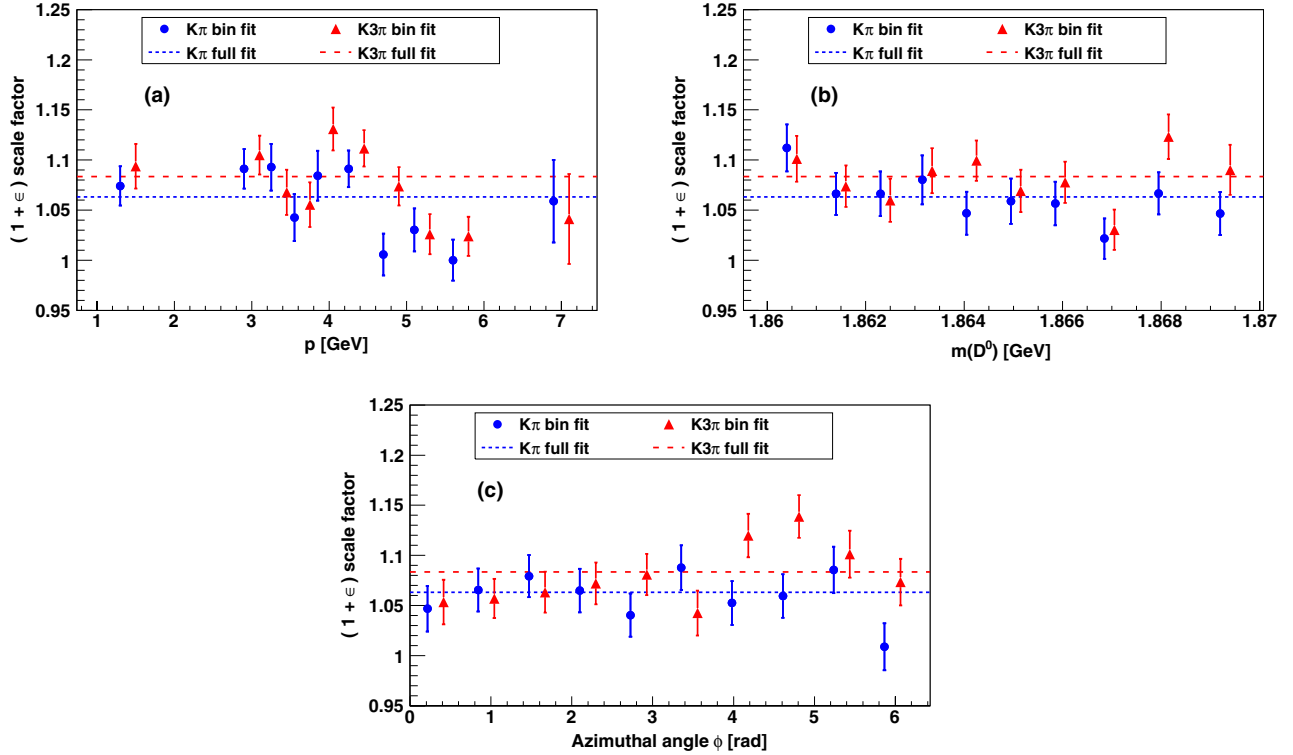 Kπ bin fit K3π bin fit
Kπ full fit K3π full fit
(a)
( 1 + ϵ ) scale factor
1.25
1.2
1.15
1.1
1.05
1
0.95
1 2 3 4 5 6 7
p [GeV]
Kπ bin fit K3π bin fit
Kπ full fit K3π full fit
(b)
( 1 + ϵ ) scale factor
1.25
1.2
1.15
1.1
1.05
1
0.95
1.86 1.862 1.864 1.866 1.868 1.87
m(D⁰) [GeV]
Kπ bin fit K3π bin fit
Kπ full fit K3π full fit
(c)
( 1 + ϵ ) scale factor
1.25
1.2
1.15
1.1
1.05
1
0.95
0 1 2 3 4 5 6
Azimuthal angle ϕ [rad]